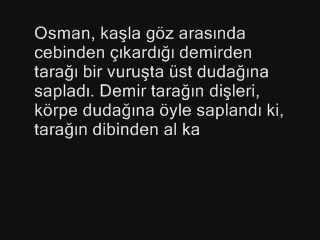 Osman, kaşla göz arasında
cebinden çıkardığı demirden
tarağı bir vuruşta üst dudağına
sapladı. Demir tarağın dişleri,
körpe dudağına öyle saplandı ki,
tarağın dibinden al ka